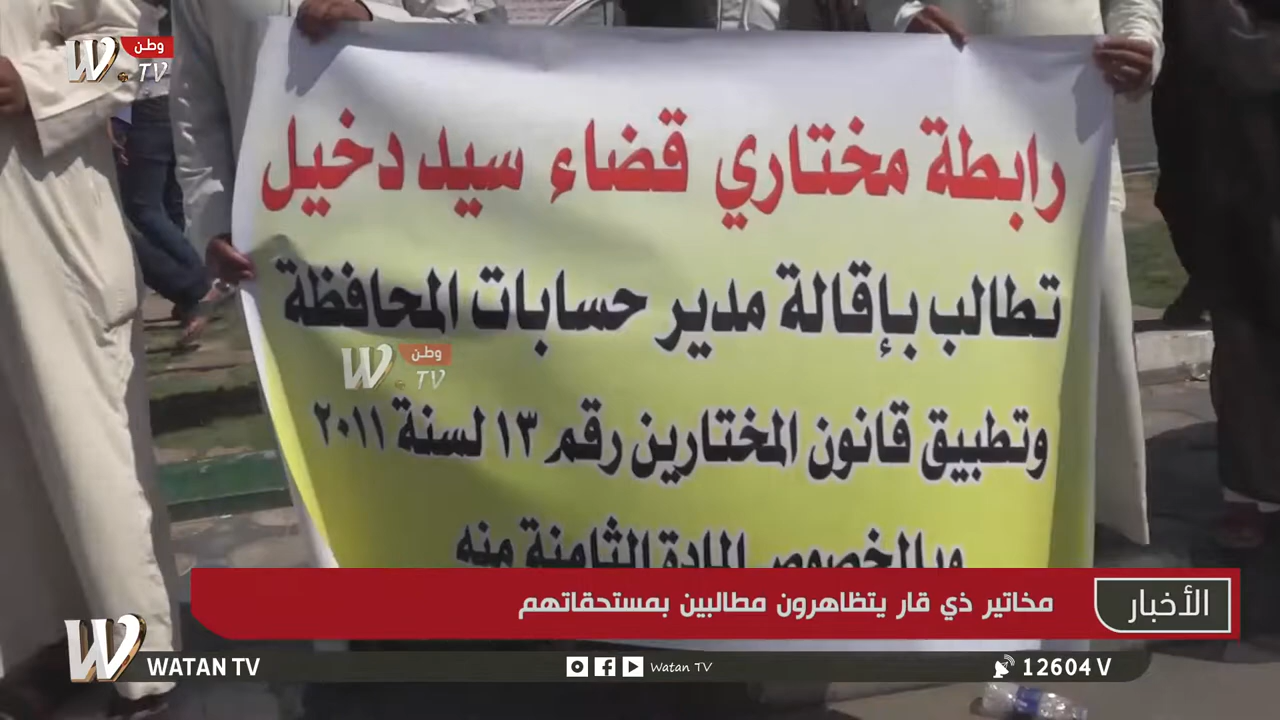 وطن
W.
TV
رابطة مختاري قضاء سيد دخيل
تطالب بإقالة مدير حسابات المحافظة
وطن
W.
TV
وتطبيق قانون المختارين رقم ١٣ لسنة ٢٠١١
وبالخصوص المادة الثامنة منه
الأخبار
مخاتير ذي قار يتظاهرون مطالبين بمستحقاتهم
W WATAN TV
Watan TV
12604 V